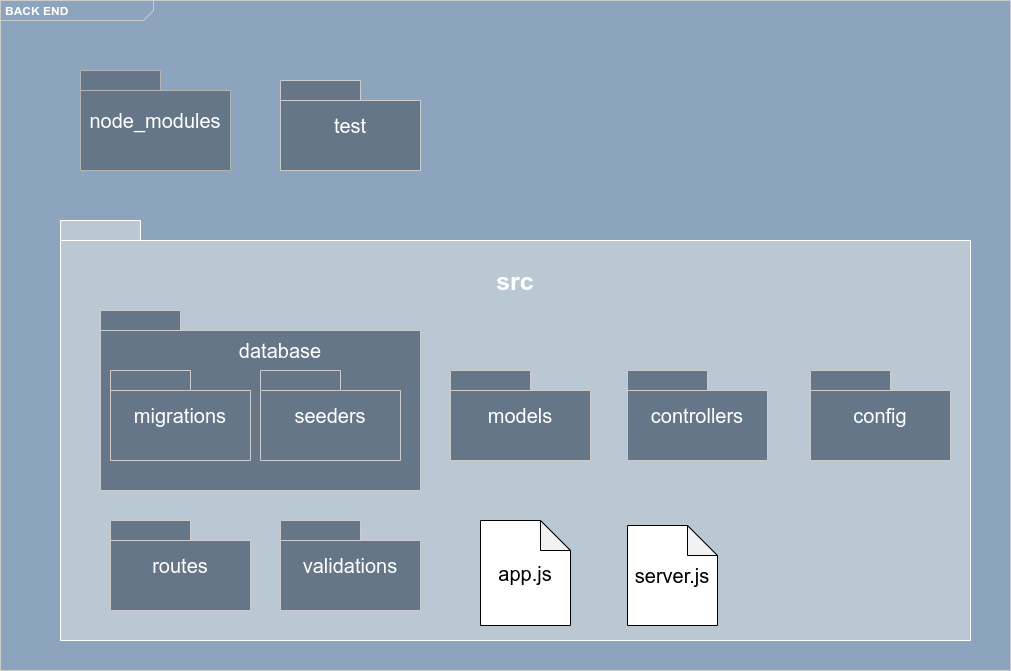 BACK END
node_modules
test
src
database
migrations
seeders
models
controllers
config
routes
validations
app.js
server.js